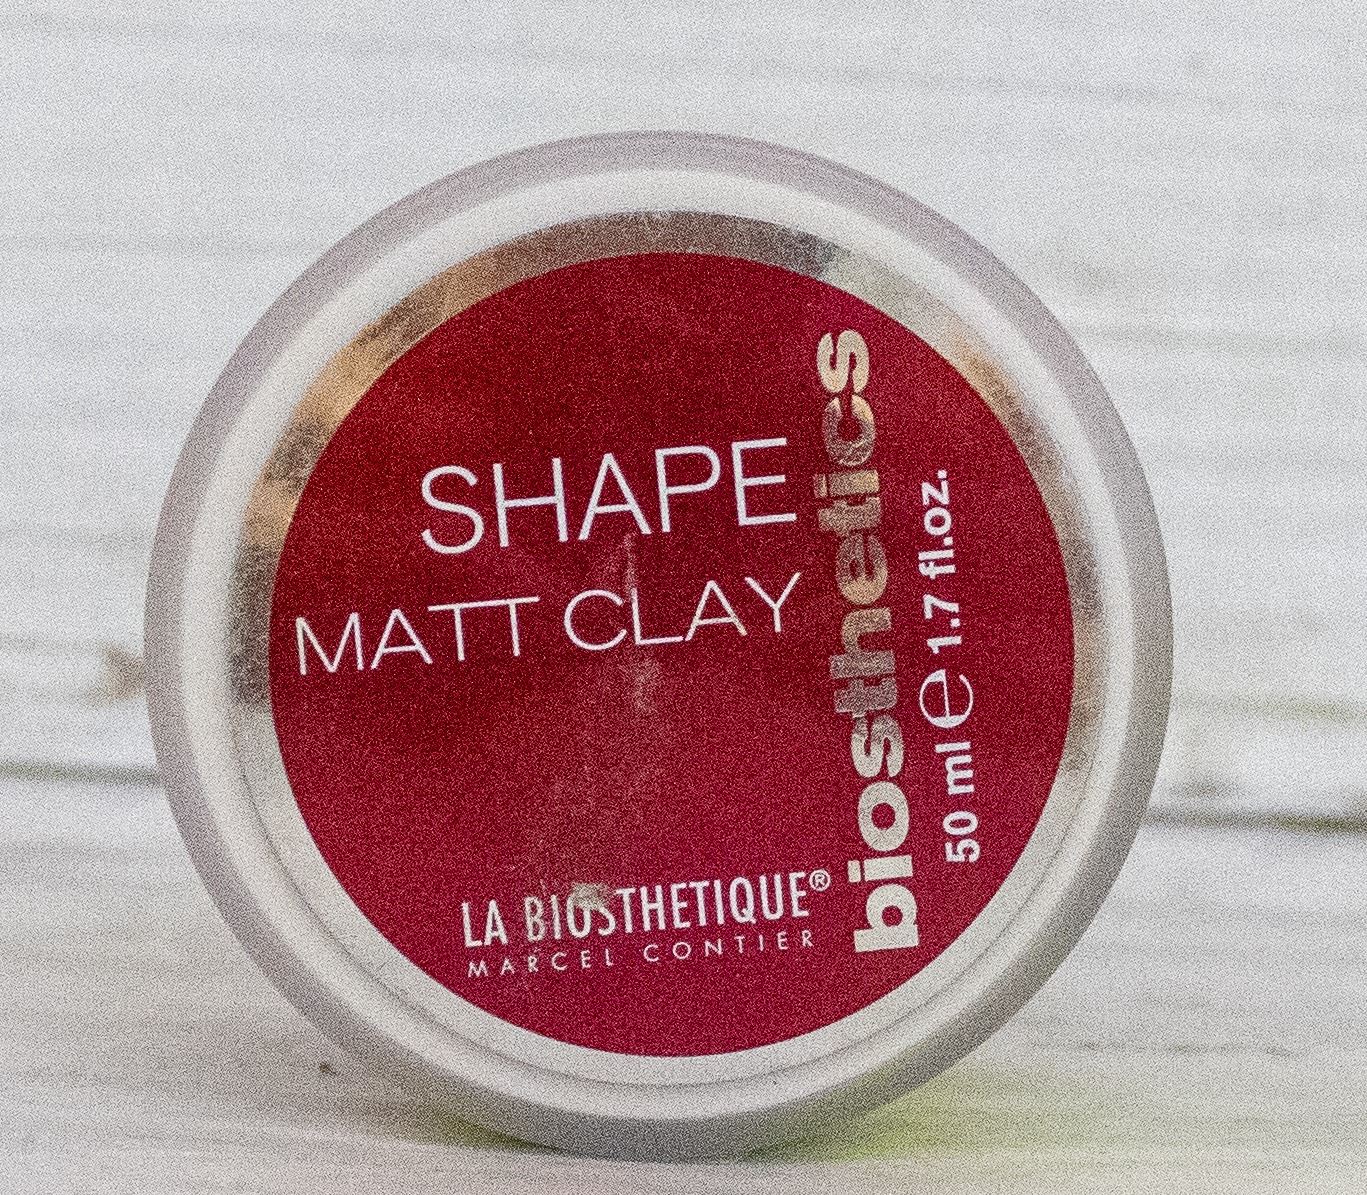 SHAPE
MATT CLAY
LA BIOSTHETIQUE®
MARCEL CONTIER
biosthetics
50 ml e 1.7 fl.oz.